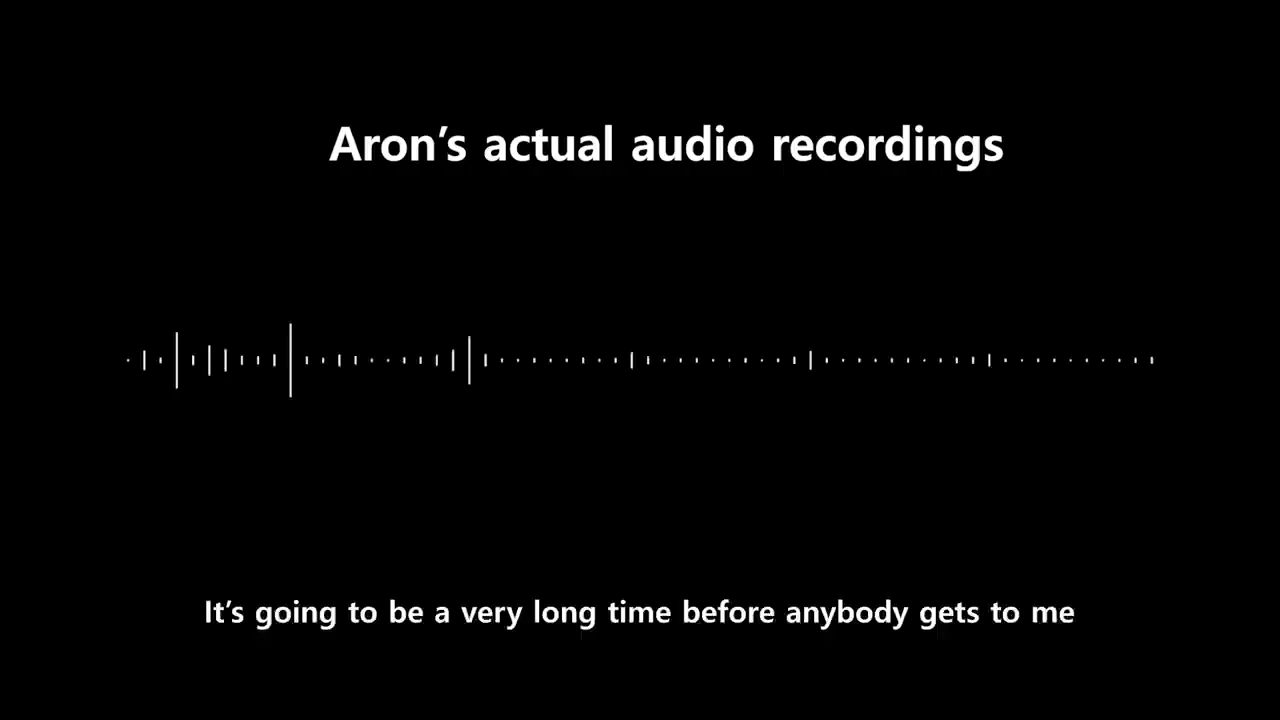 Aron’s actual audio recordings
It’s going to be a very long time before anybody gets to me